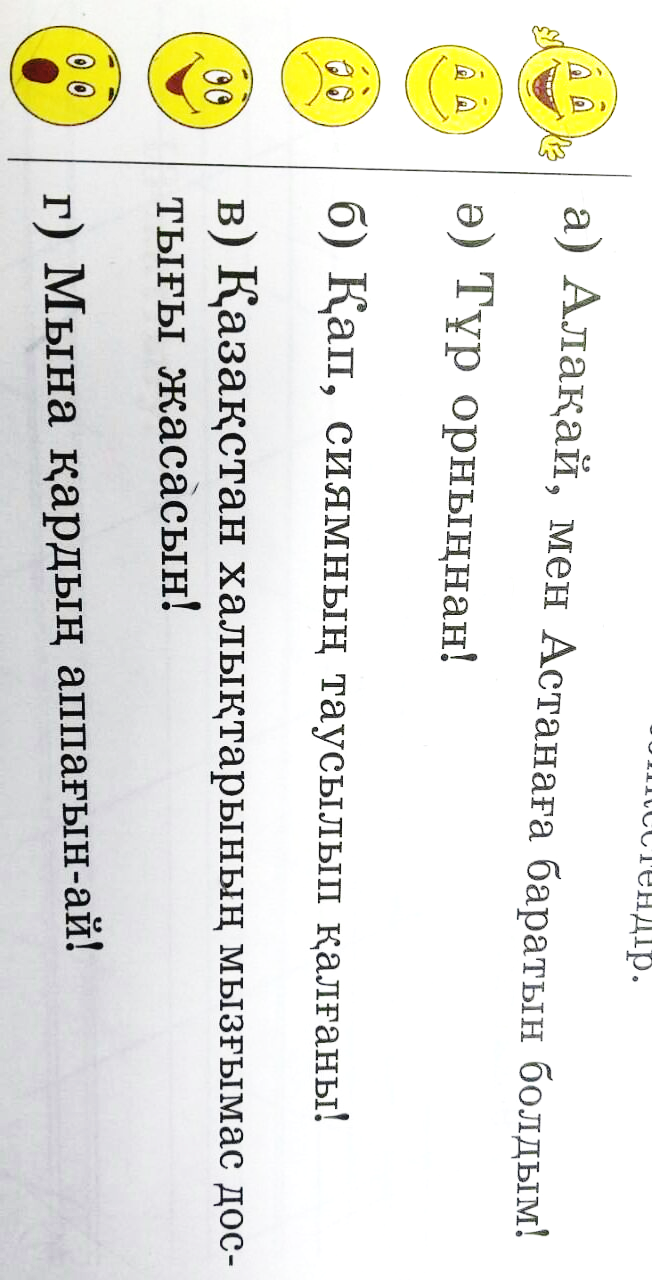 сәйкестендір.
а) Алақай, мен Астанаға баратын болдым!
ә) Тұр орныңнан!
б) Қап, сиямның таусылып қалғаны!
в) Қазақстан халықтарының мызғымас дос-
тығы жасасын!
г) Мына қардың аппағын-ай!